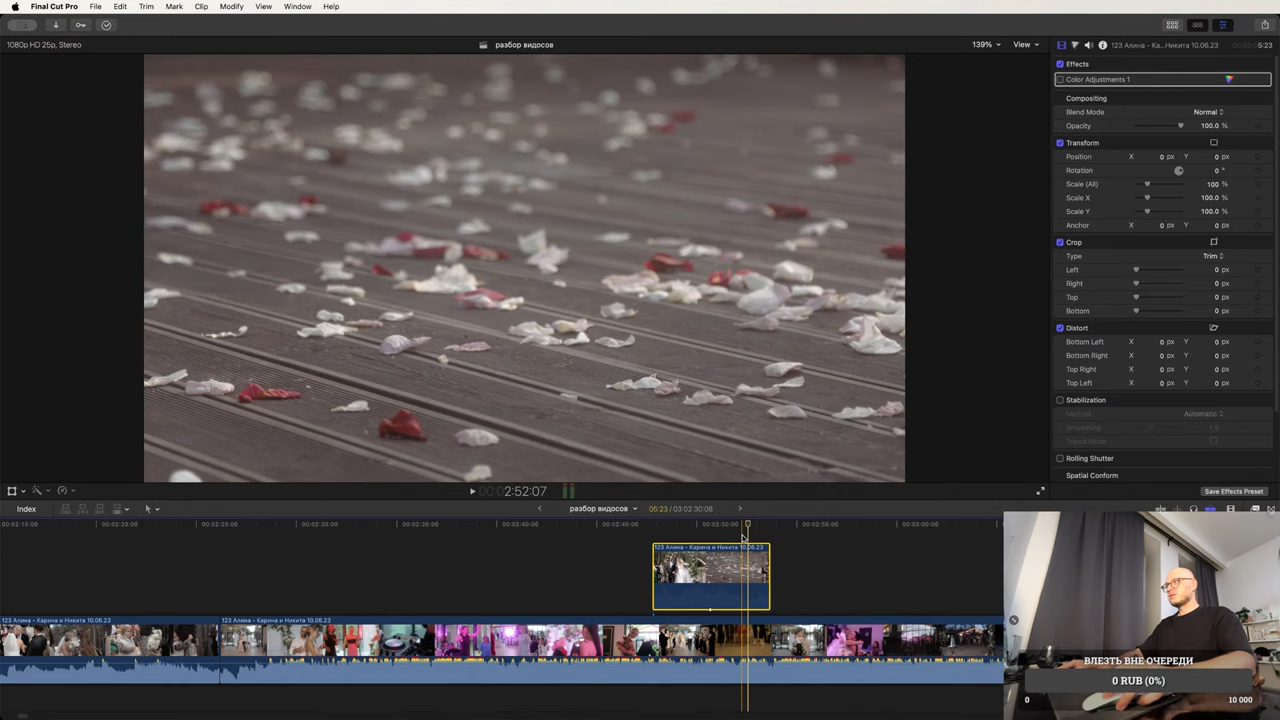 Final Cut Pro File Edit Trim Mark Clip Modify View Window Help
1080p HD 25p, Stereo
разбор видосов
139% View
123 Алина - Ка...Никита 10.06.23
5:23
Effects
Color Adjustments 1
Compositing
Blend Mode Normal
Opacity 100.0 %
Transform
Position X 0 px Y 0 px
Rotation 0 °
Scale (All) 100 %
Scale X 100.0 %
Scale Y 100.0 %
Anchor X 0 px Y 0 px
Crop
Type Trim
Left 0 px
Right 0 px
Top 0 px
Bottom 0 px
Distort
Bottom Left X 0 px Y 0 px
Bottom Right X 0 px Y 0 px
Top Right X 0 px Y 0 px
Top Left X 0 px Y 0 px
Stabilization
Method Automatic
Smoothing 1.0
Tripod Mode
Rolling Shutter
Spatial Conform
00:00:02:52:07
Save Effects Preset
Index
разбор видосов
05:23 / 03:02:30:08
00:02:15:00 00:02:20:00 00:02:25:00 00:02:30:00 00:02:35:00 00:02:40:00 00:02:45:00 00:02:50:00 00:02:55:00 00:03:00:00
123 Алина - Карина и Никита 10.06.23
123 Алина - Карина и Никита 10.06.23
123 Алина - Карина и Никита 10.06.23
ВЛЕЗТЬ ВНЕ ОЧЕРЕДИ
0 RUB (0%)
0 10 000